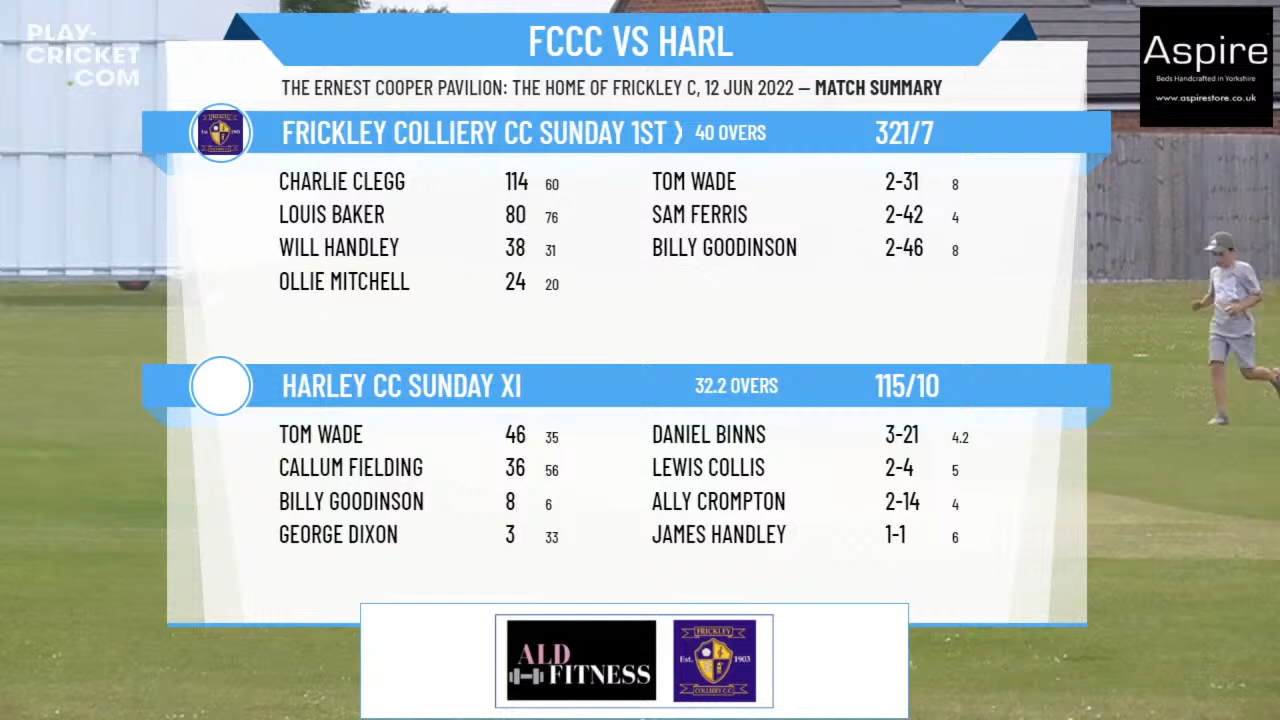 PLAY-
CRICKET
.COM
FCCC VS HARL
Aspire
Beds Handcrafted in Yorkshire
www.aspirestore.co.uk
THE ERNEST COOPER PAVILION: THE HOME OF FRICKLEY C, 12 JUN 2022 – MATCH SUMMARY
FRICKLEY COLLIERY CC SUNDAY 1ST 40 OVERS 321/7
CHARLIE CLEGG 114 60 TOM WADE 2-31 8
LOUIS BAKER 80 76 SAM FERRIS 2-42 4
WILL HANDLEY 38 31 BILLY GOODINSON 2-46 8
OLLIE MITCHELL 24 20
HARLEY CC SUNDAY XI 32.2 OVERS 115/10
TOM WADE 46 35 DANIEL BINNS 3-21 4.2
CALLUM FIELDING 36 56 LEWIS COLLIS 2-4 5
BILLY GOODINSON 8 6 ALLY CROMPTON 2-14 4
GEORGE DIXON 3 33 JAMES HANDLEY 1-1 6
ALD
FITNESS
FRICKLEY
Est. 1903
COLLIERY C.C